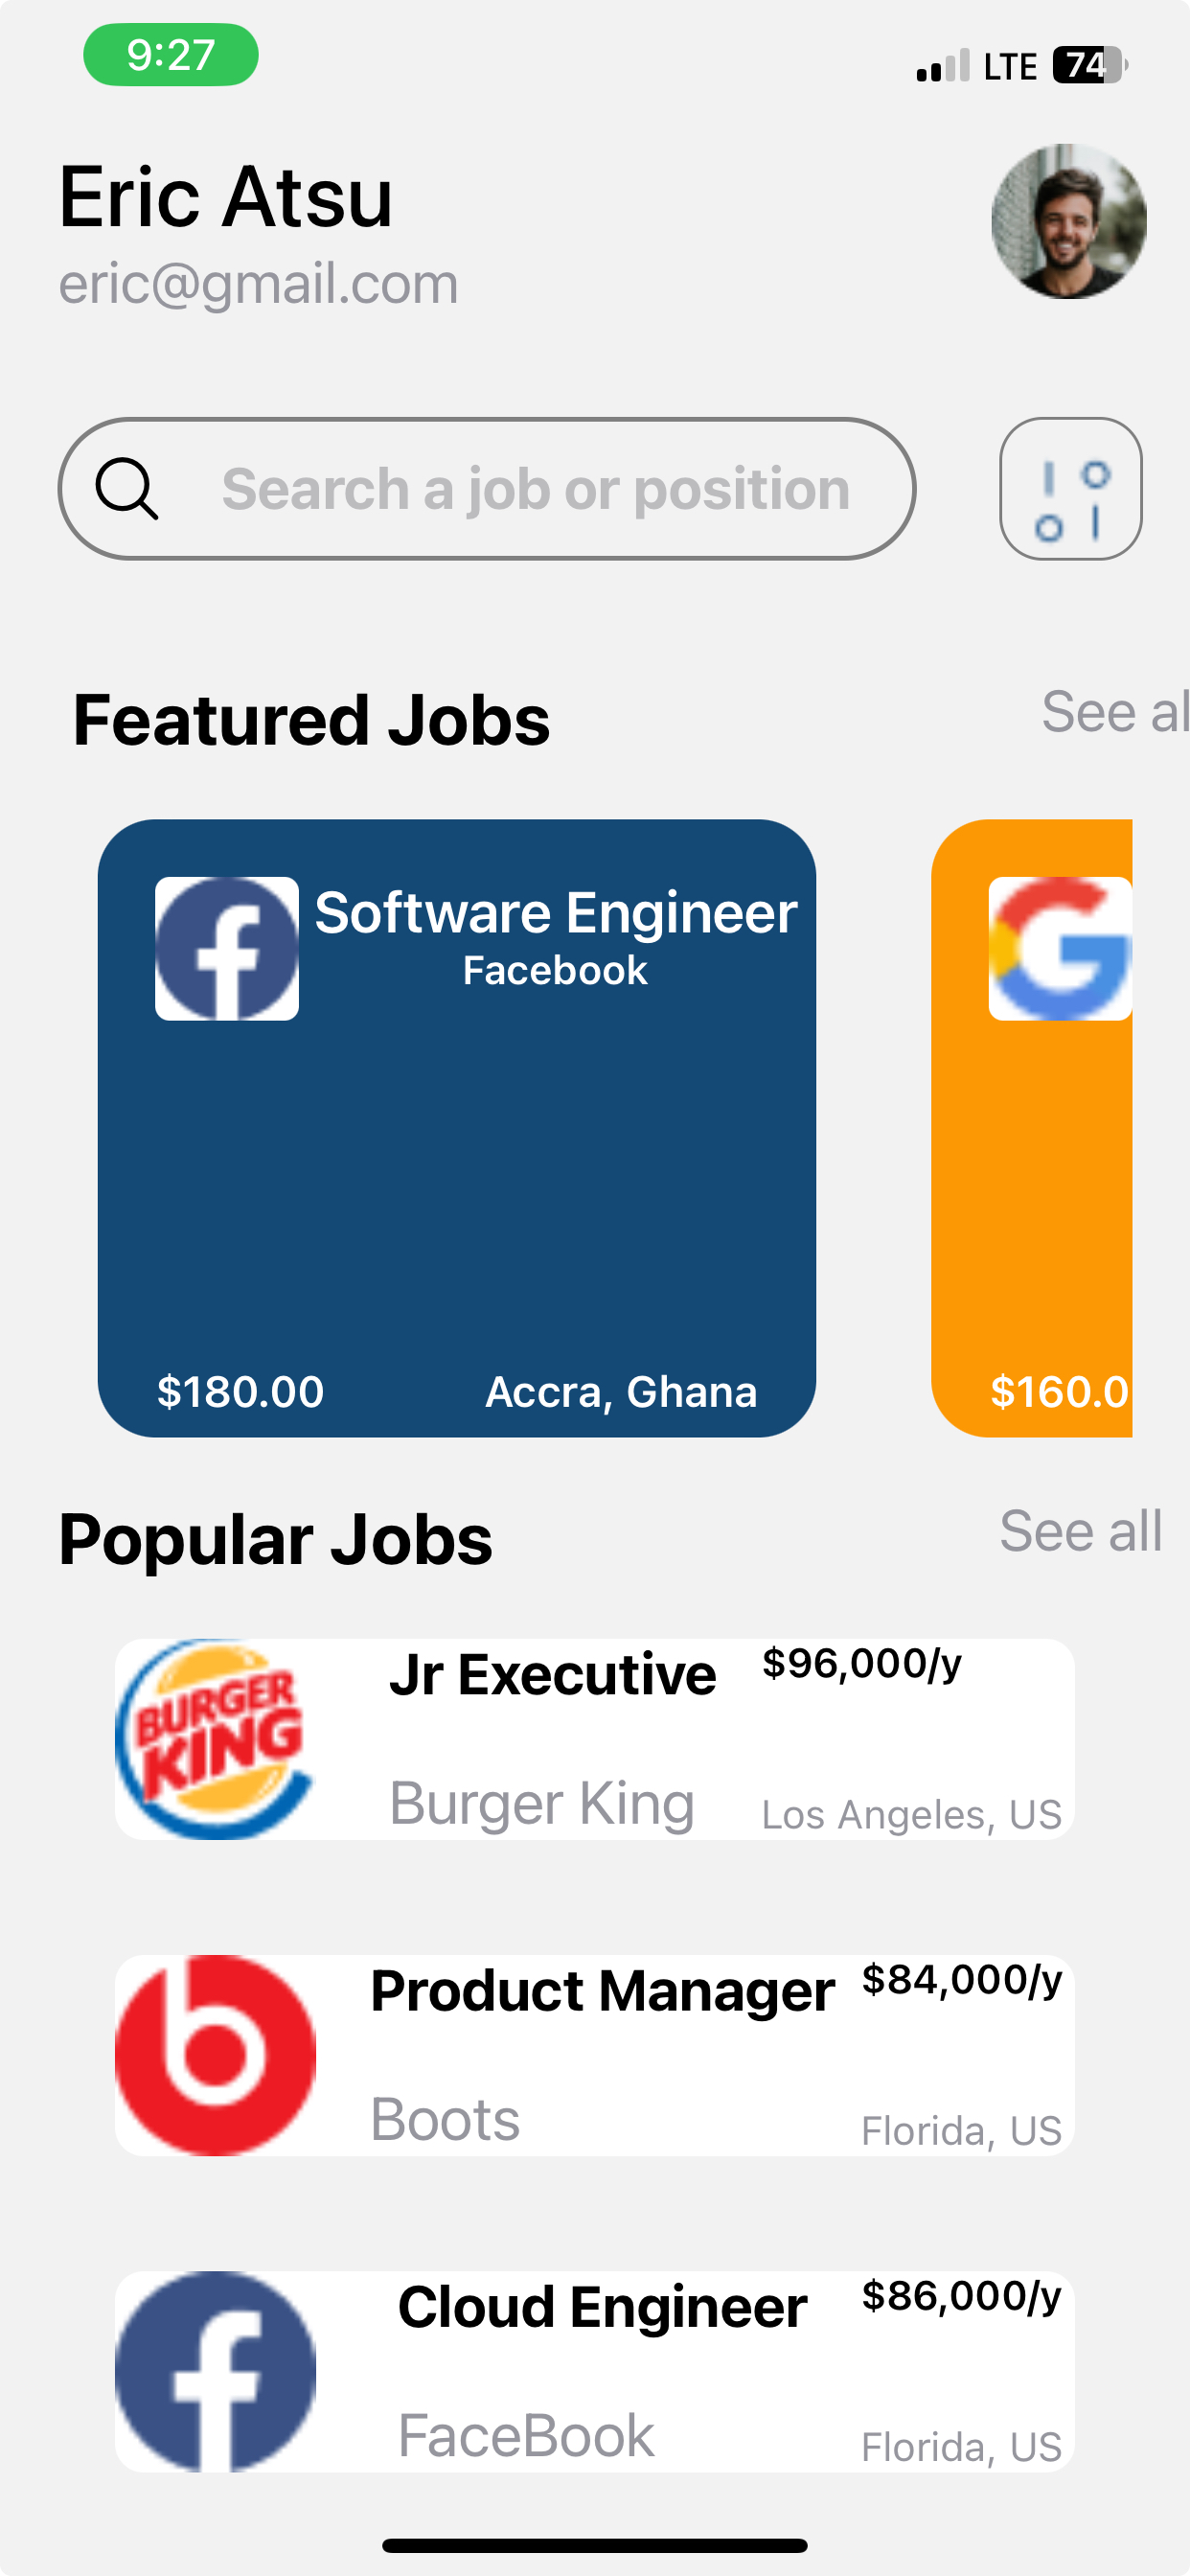 9:27
LTE 74
Eric Atsu
eric@gmail.com
Search a job or position
Featured Jobs
See al
Software Engineer
Facebook
$180.00
Accra, Ghana
$160.0
Popular Jobs
See all
BURGER
KING
Jr Executive
$96,000/y
Burger King
Los Angeles, US
Product Manager
$84,000/y
Boots
Florida, US
Cloud Engineer
$86,000/y
FaceBook
Florida, US